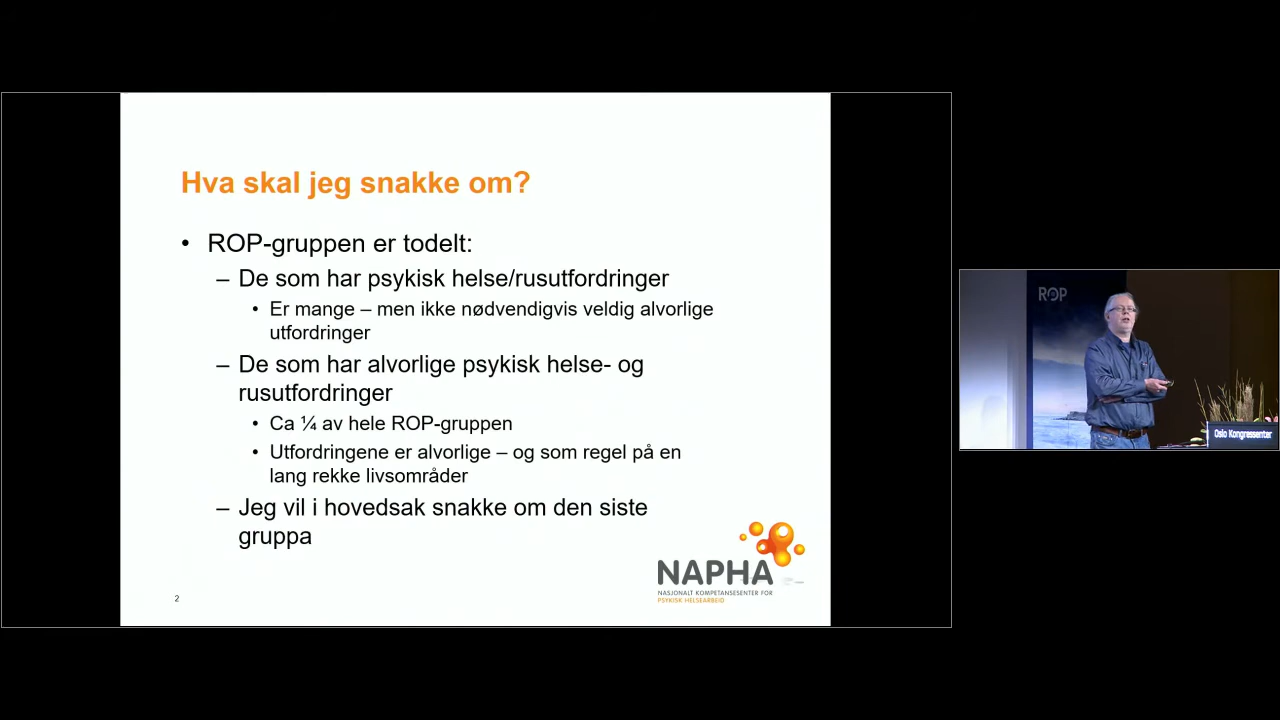 Hva skal jeg snakke om?
• ROP-gruppen er todelt:
– De som har psykisk helse/rusutfordringer
• Er mange – men ikke nødvendigvis veldig alvorlige
utfordringer
– De som har alvorlige psykisk helse- og
rusutfordringer
• Ca ¼ av hele ROP-gruppen
• Utfordringene er alvorlige – og som regel på en
lang rekke livsområder
– Jeg vil i hovedsak snakke om den siste
gruppa
2
NAPHA
NASJONALT KOMPETANSESENTER FOR
PSYKISK HELSEARBEID
ROP
Oslo Kongressenter